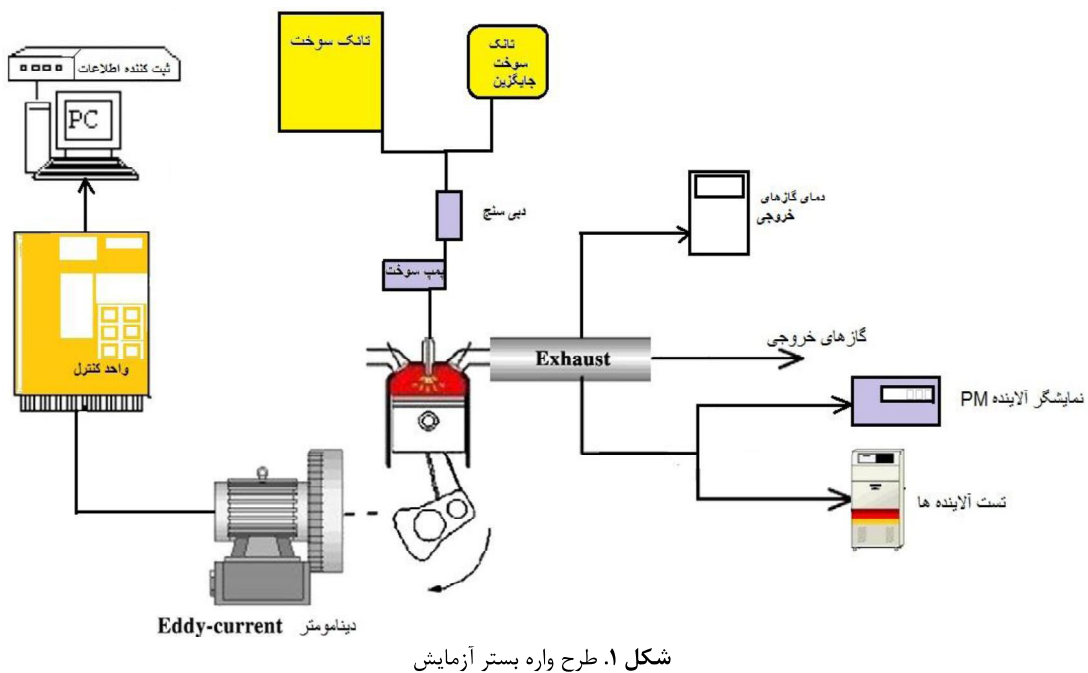 تانک سوخت
تانک
سوخت
جایگزین
ثبت کننده اطلاعات
PC
دبی سنج
دمای گازهای
خروجی
پمپ سوخت
Exhaust
گازهای خروجی
واحد کنترل
نمایشگر آلاینده PM
تست آلاینده ها
دینامومتر Eddy-current
شکل ۱. طرح واره بستر آزمایش